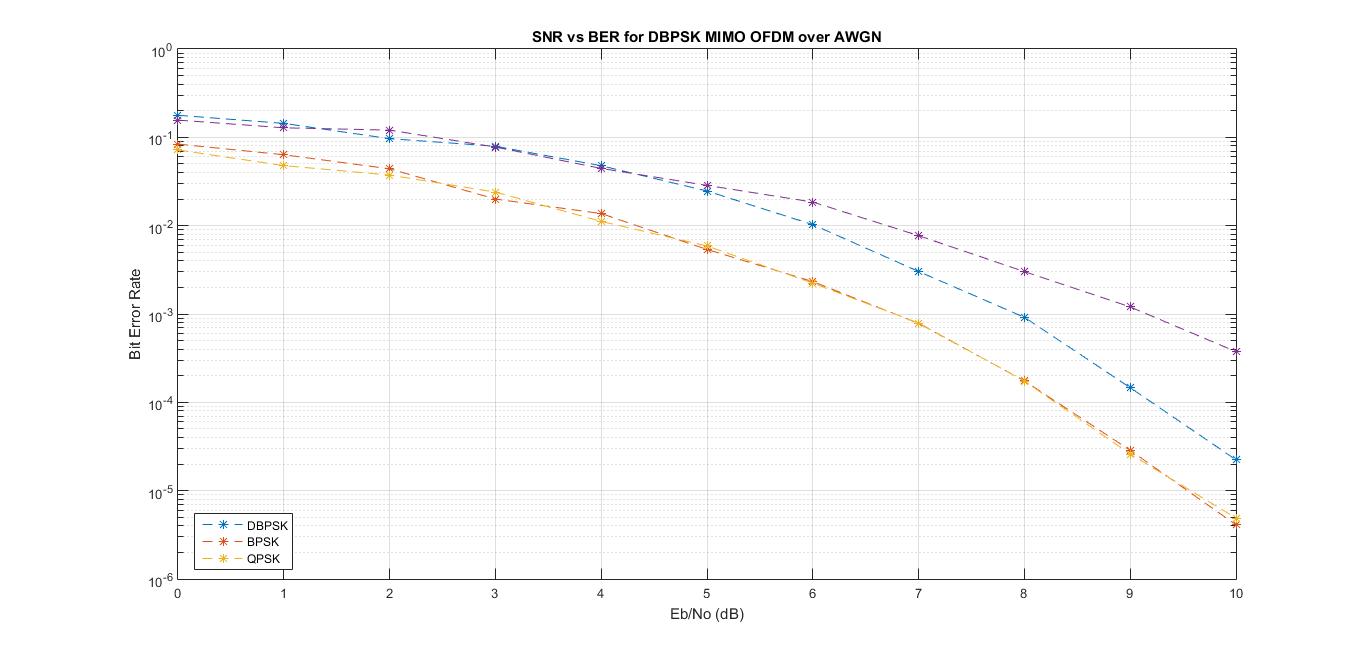 SNR vs BER for DBPSK MIMO OFDM over AWGN
10^0
10^-1
10^-2
10^-3
10^-4
10^-5
10^-6
Bit Error Rate
DBPSK
BPSK
QPSK
0 1 2 3 4 5 6 7 8 9 10
Eb/No (dB)